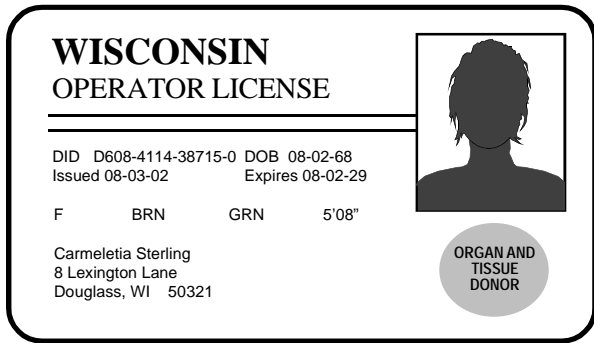 WISCONSIN
OPERATOR LICENSE
DID D608-4114-38715-0 DOB 08-02-68
Issued 08-03-02 Expires 08-02-29
F BRN GRN 5'08”
Carmeletia Sterling
8 Lexington Lane
Douglass, WI 50321
ORGAN AND
TISSUE
DONOR